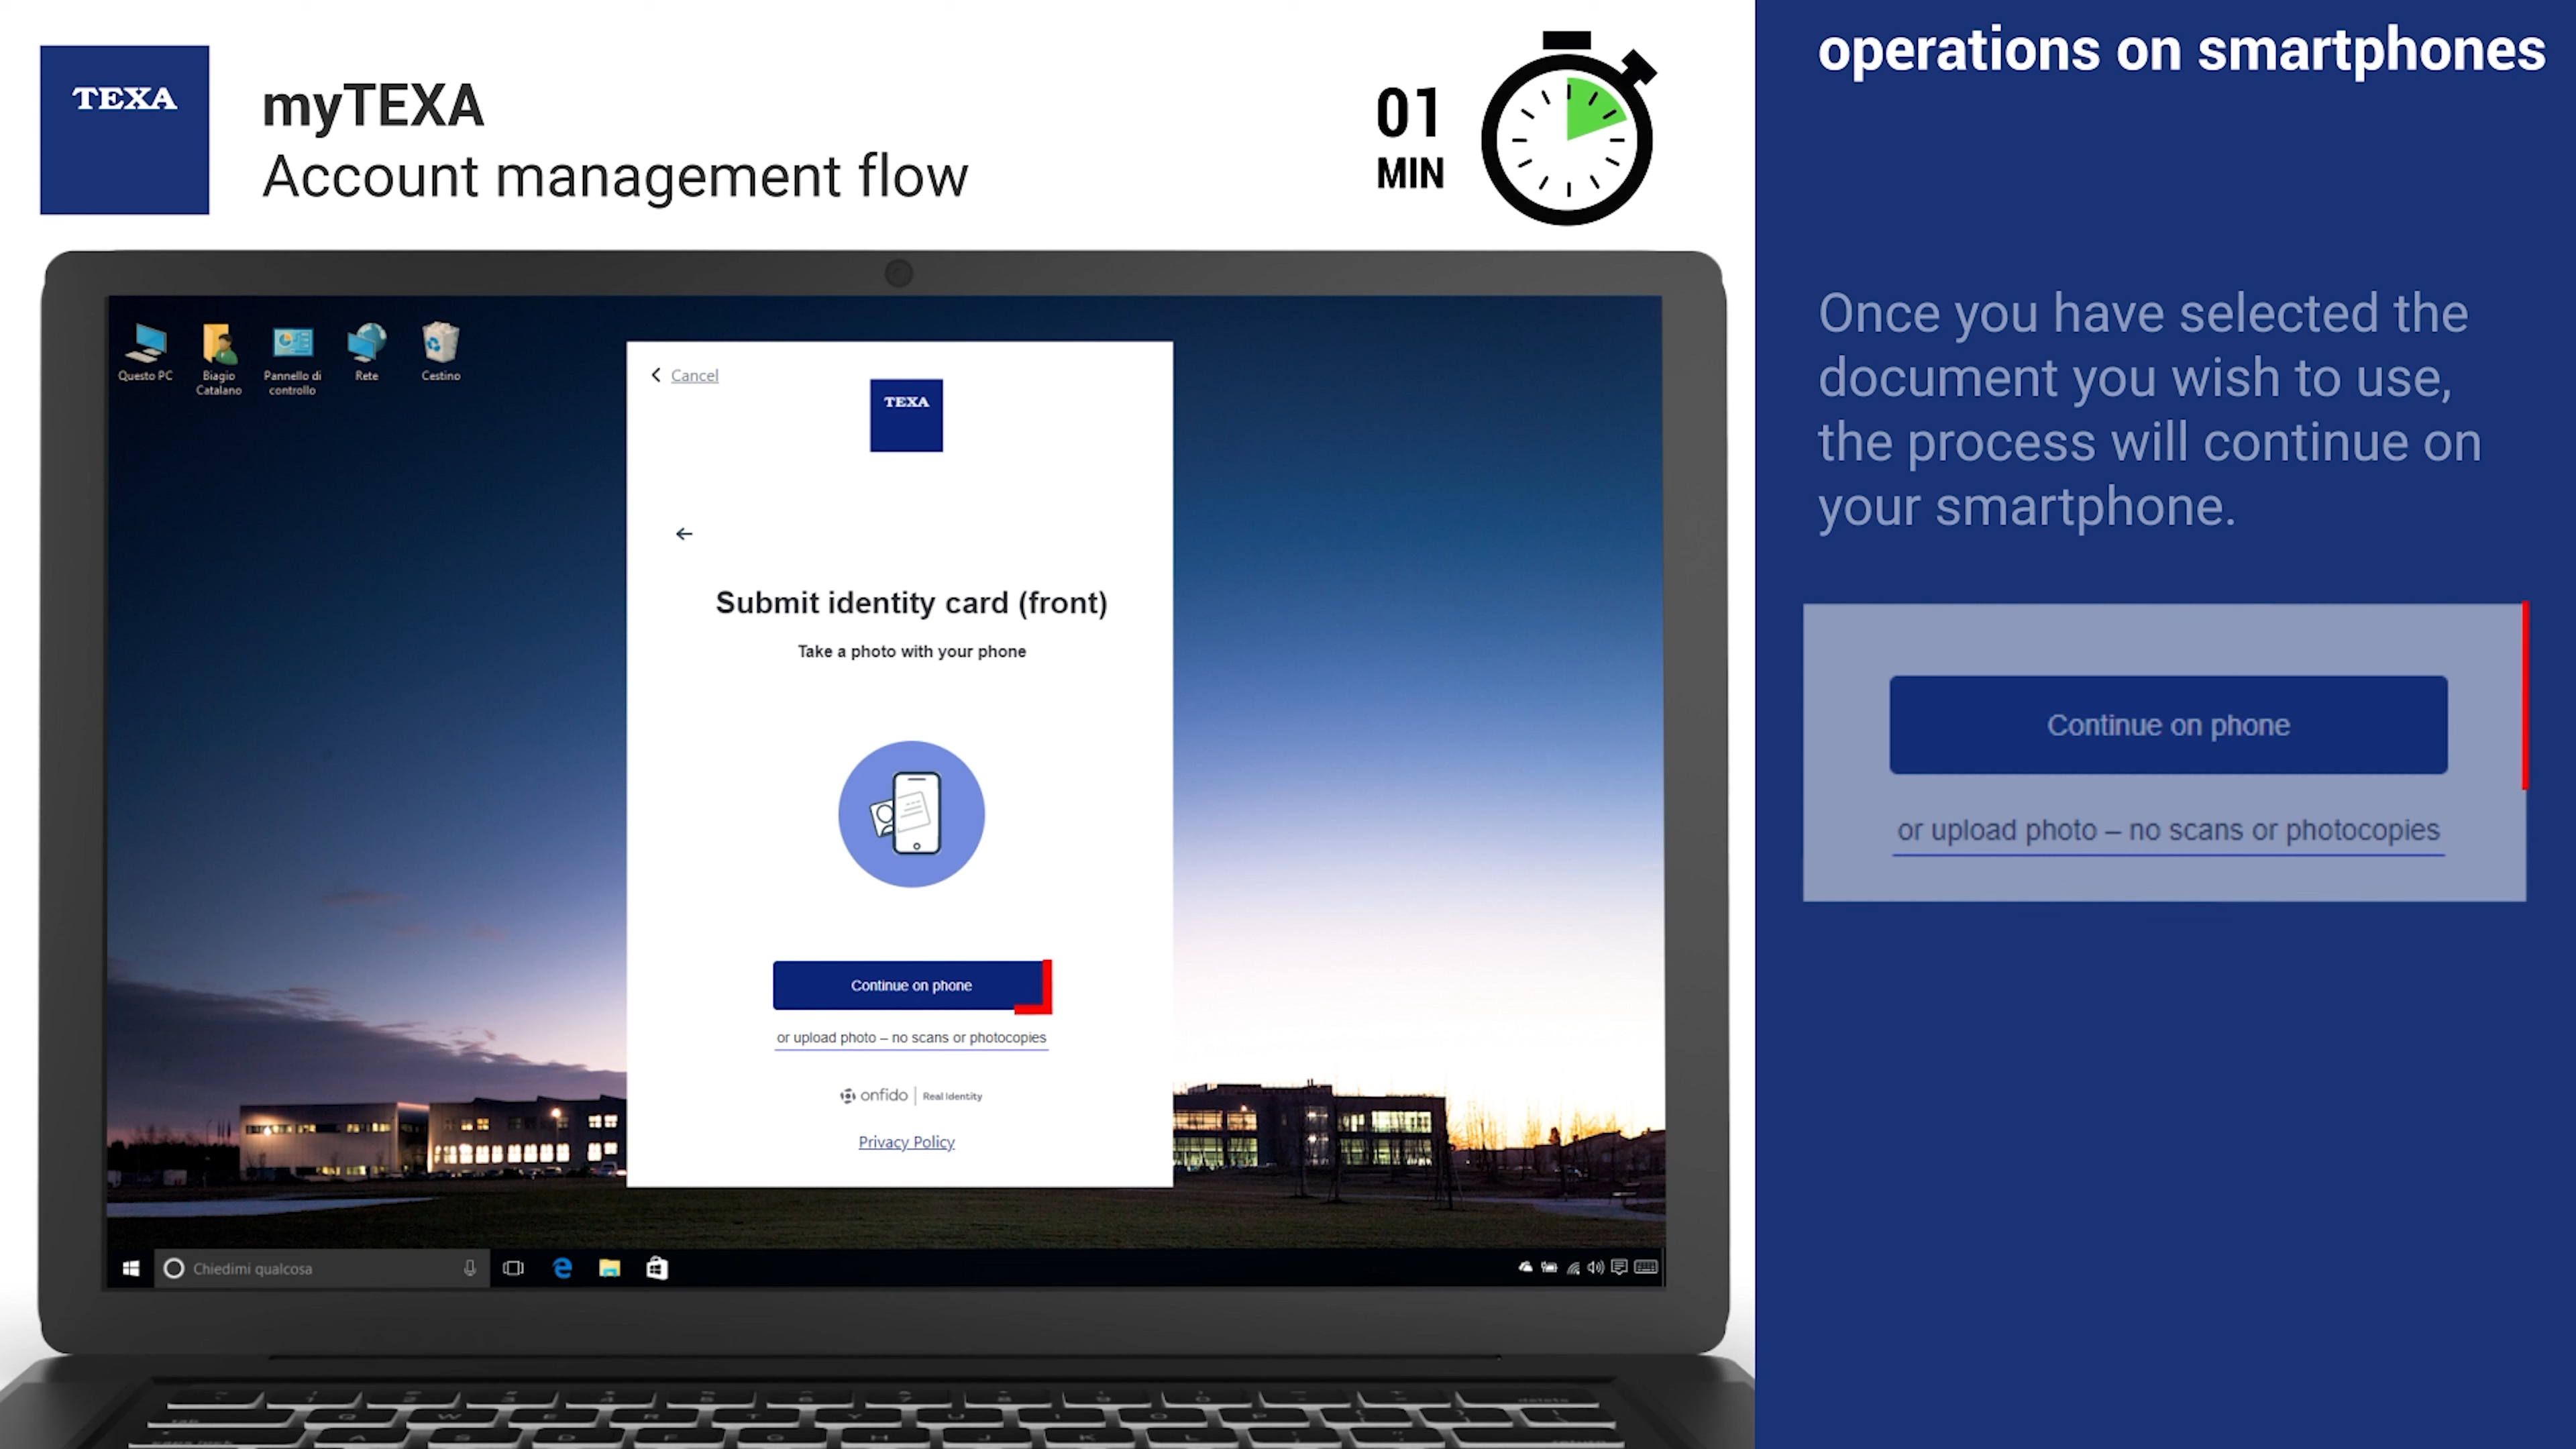 TEXA
myTEXA
Account management flow
01
MIN
operations on smartphones
Once you have selected the
document you wish to use,
the process will continue on
your smartphone.
Continue on phone
or upload photo – no scans or photocopies
Questo PC
Biagio
Catalano
Pannello di
controllo
Rete
Cestino
Cancel
TEXA
Submit identity card (front)
Take a photo with your phone
Continue on phone
or upload photo – no scans or photocopies
onfido | Real Identity
Privacy Policy
Chiedimi qualcosa